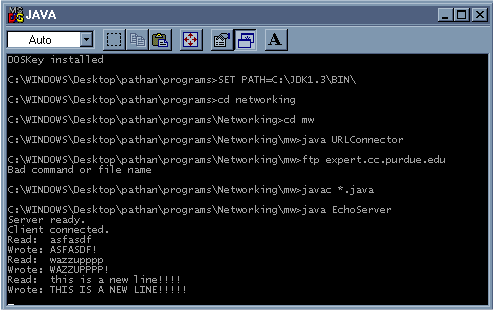 JAVA
Auto
A
DOSKey installed
C:\WINDOWS\Desktop\pathan\programs>SET PATH=C:\JDK1.3\BIN\
C:\WINDOWS\Desktop\pathan\programs>cd networking
C:\WINDOWS\Desktop\pathan\programs\Networking>cd mw
C:\WINDOWS\Desktop\pathan\programs\Networking\mw>java URLConnector
C:\WINDOWS\Desktop\pathan\programs\Networking\mw>ftp expert.cc.purdue.edu
Bad command or file name
C:\WINDOWS\Desktop\pathan\programs\Networking\mw>javac *.java
C:\WINDOWS\Desktop\pathan\programs\Networking\mw>java EchoServer
Server ready.
Client connected.
Read:  asfasdf
Wrote: ASFASDF!
Read:  wazzupppp
Wrote: WAZZUPPPP!
Read:  this is a new line!!!!
Wrote: THIS IS A NEW LINE!!!!!